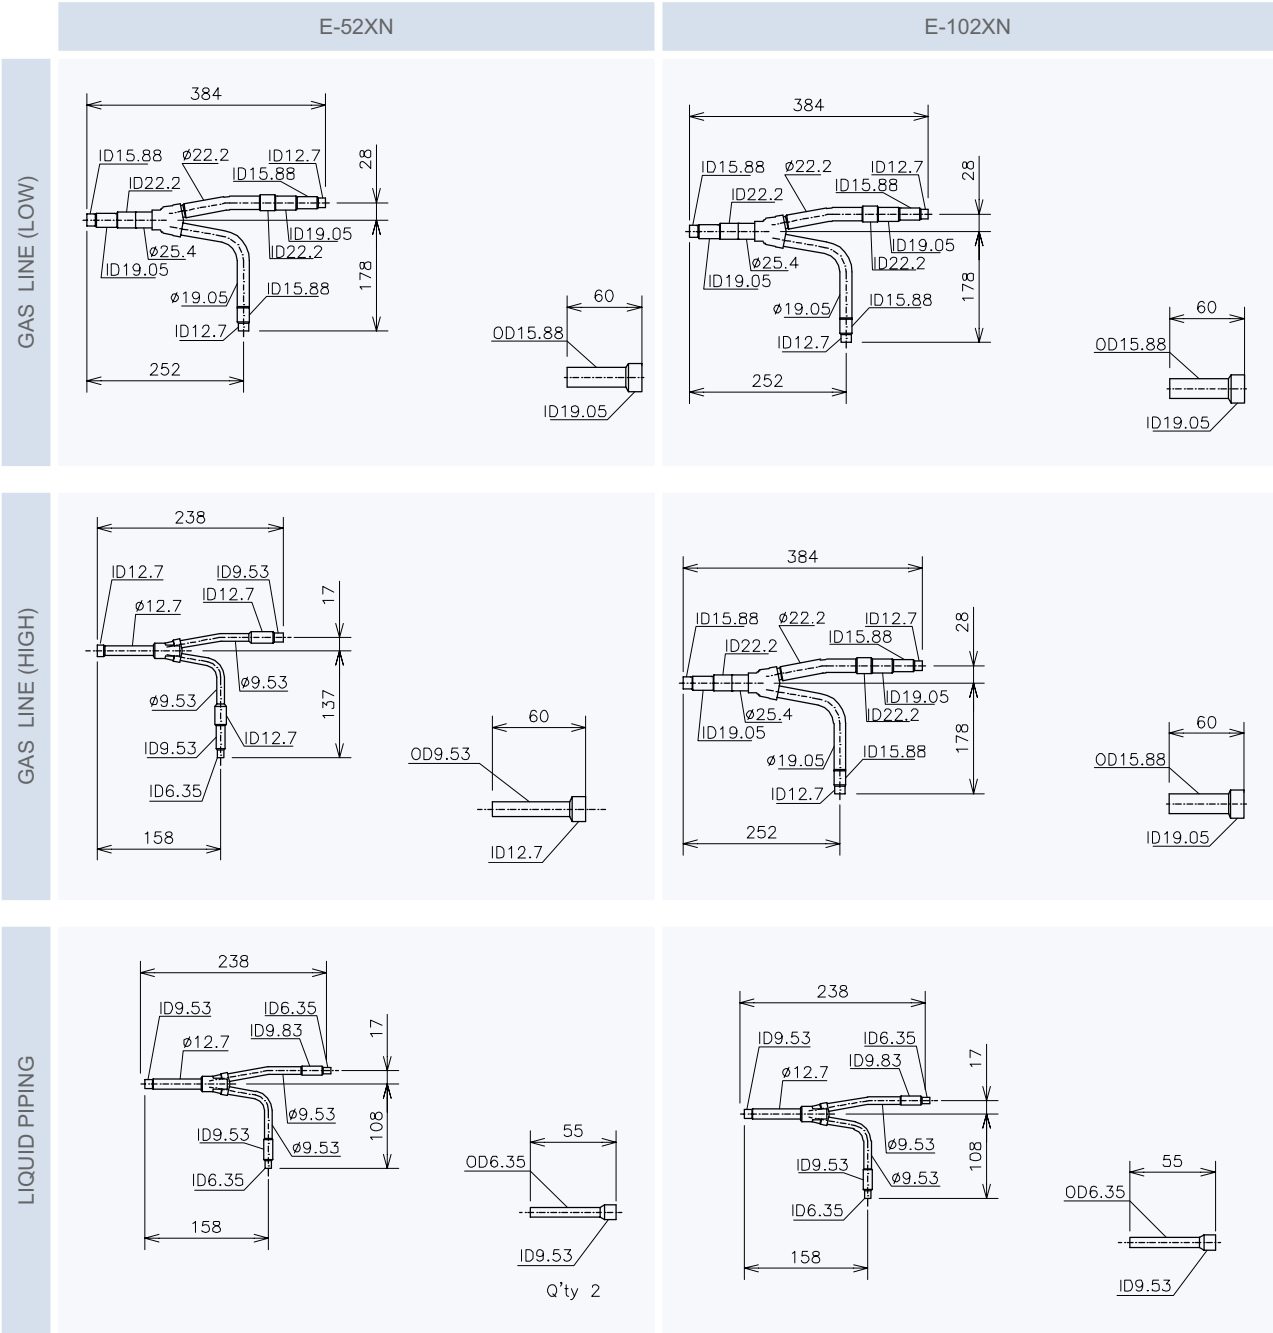 E-52XN
E-102XN
GAS LINE (LOW)
384
ID15.88
ø22.2
ID12.7
ID22.2
ID15.88
28
ID19.05
ø25.4
ID22.2
ID19.05
178
ø19.05
ID15.88
ID12.7
252
60
OD15.88
ID19.05
384
ID15.88
ø22.2
ID12.7
ID22.2
ID15.88
28
ID19.05
ø25.4
ID22.2
ID19.05
178
ø19.05
ID15.88
ID12.7
252
60
OD15.88
ID19.05
GAS LINE (HIGH)
238
ID12.7
ID9.53
ID12.7
ø12.7
17
ø9.53
ø9.53
137
ID9.53
ID12.7
ID6.35
158
60
OD9.53
ID12.7
384
ID15.88
ø22.2
ID12.7
ID22.2
ID15.88
28
ID19.05
ø25.4
ID22.2
ID19.05
178
ø19.05
ID15.88
ID12.7
252
60
OD15.88
ID19.05
LIQUID PIPING
238
ID9.53
ID6.35
ID9.83
ø12.7
17
ø9.53
ID9.53
ø9.53
108
ID6.35
158
55
OD6.35
ID9.53
Q'ty 2
238
ID9.53
ID6.35
ID9.83
ø12.7
17
ø9.53
ID9.53
ø9.53
108
ID6.35
158
55
OD6.35
ID9.53